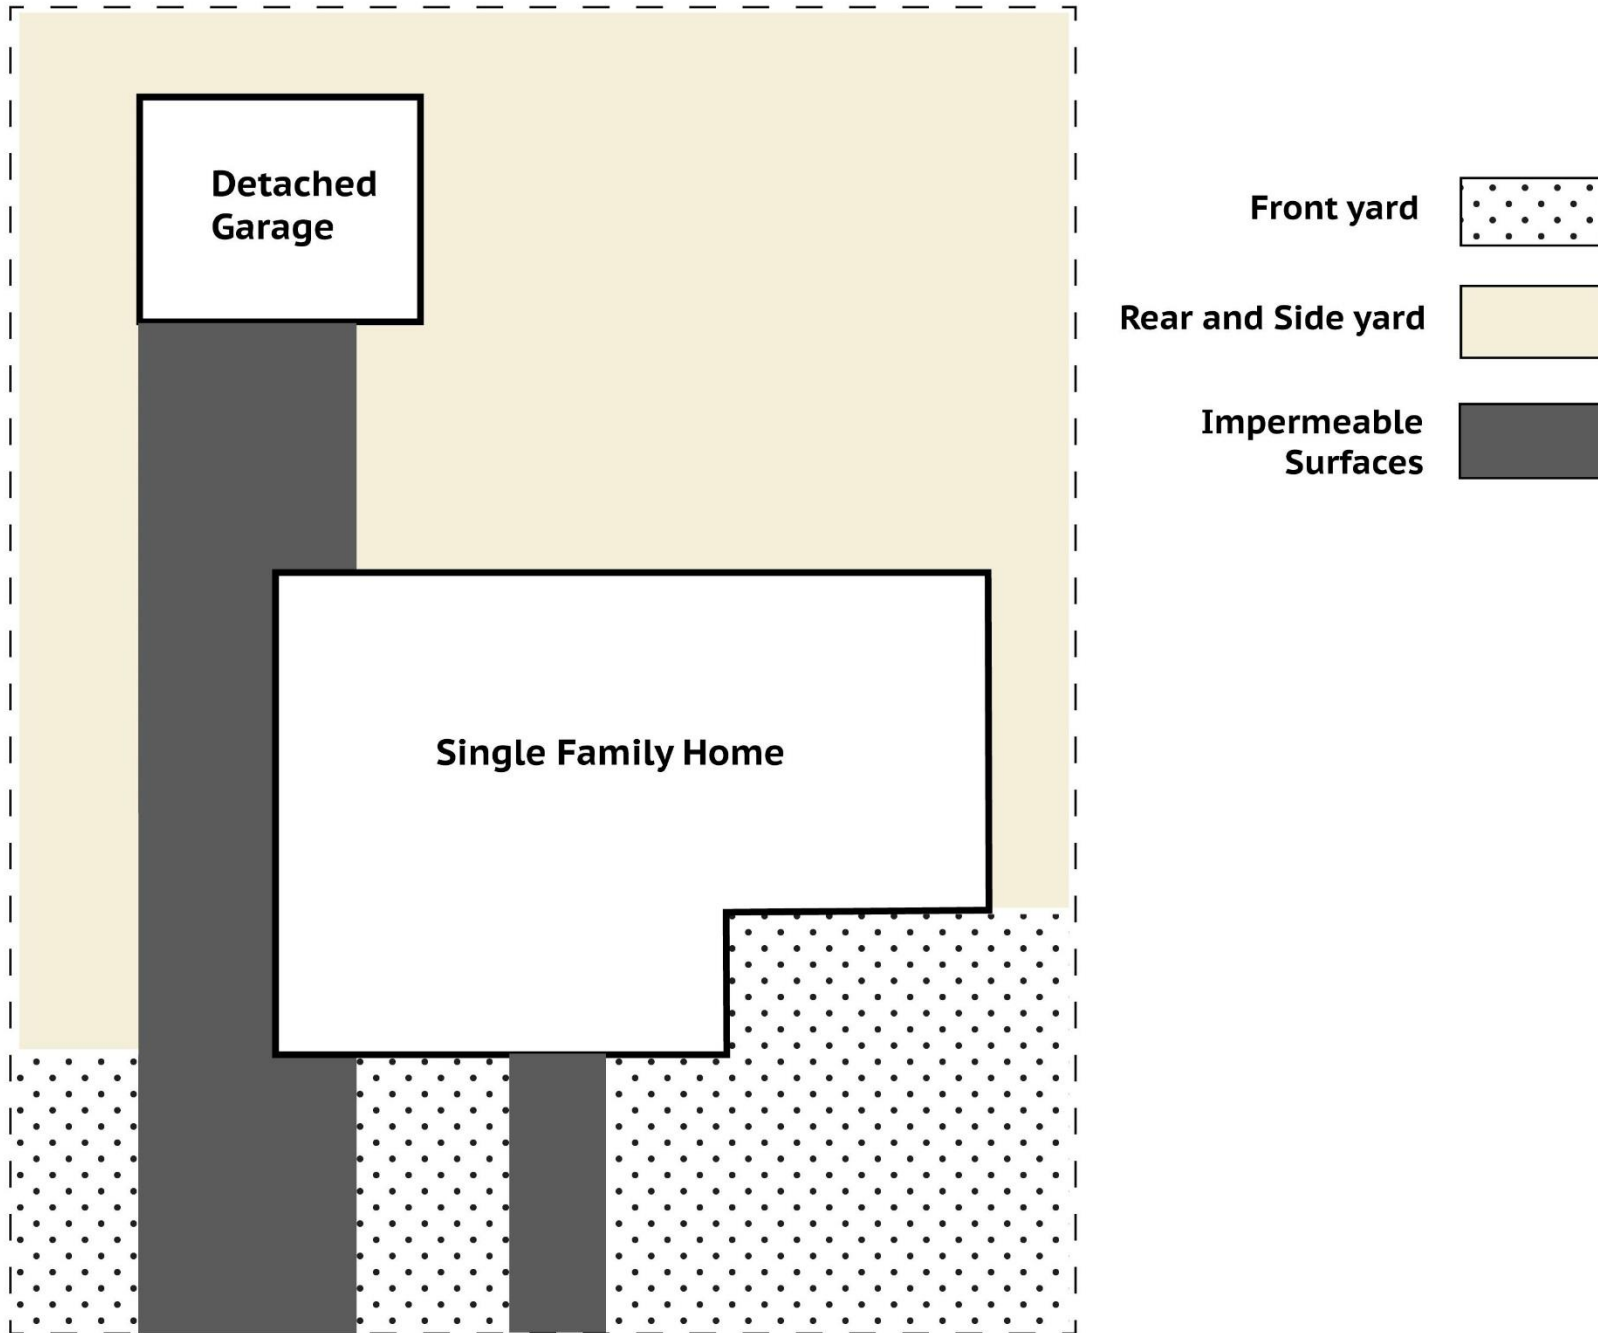 Detached
Garage
Front yard
Rear and Side yard
Impermeable
Surfaces
Single Family Home